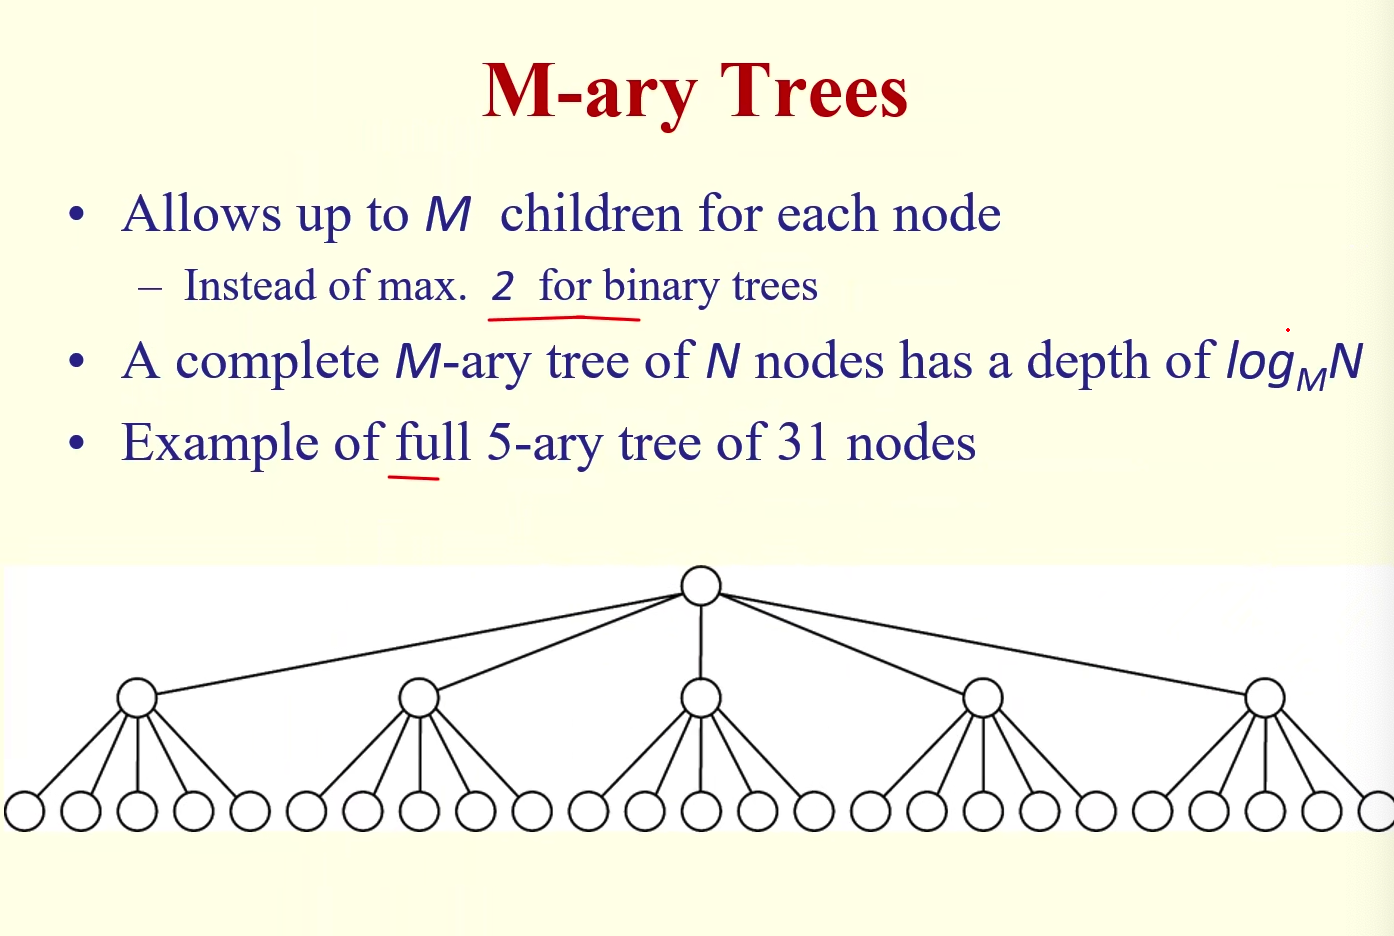 M-ary Trees
• Allows up to M children for each node
– Instead of max. 2 for binary trees
• A complete M-ary tree of N nodes has a depth of log_M N
• Example of full 5-ary tree of 31 nodes